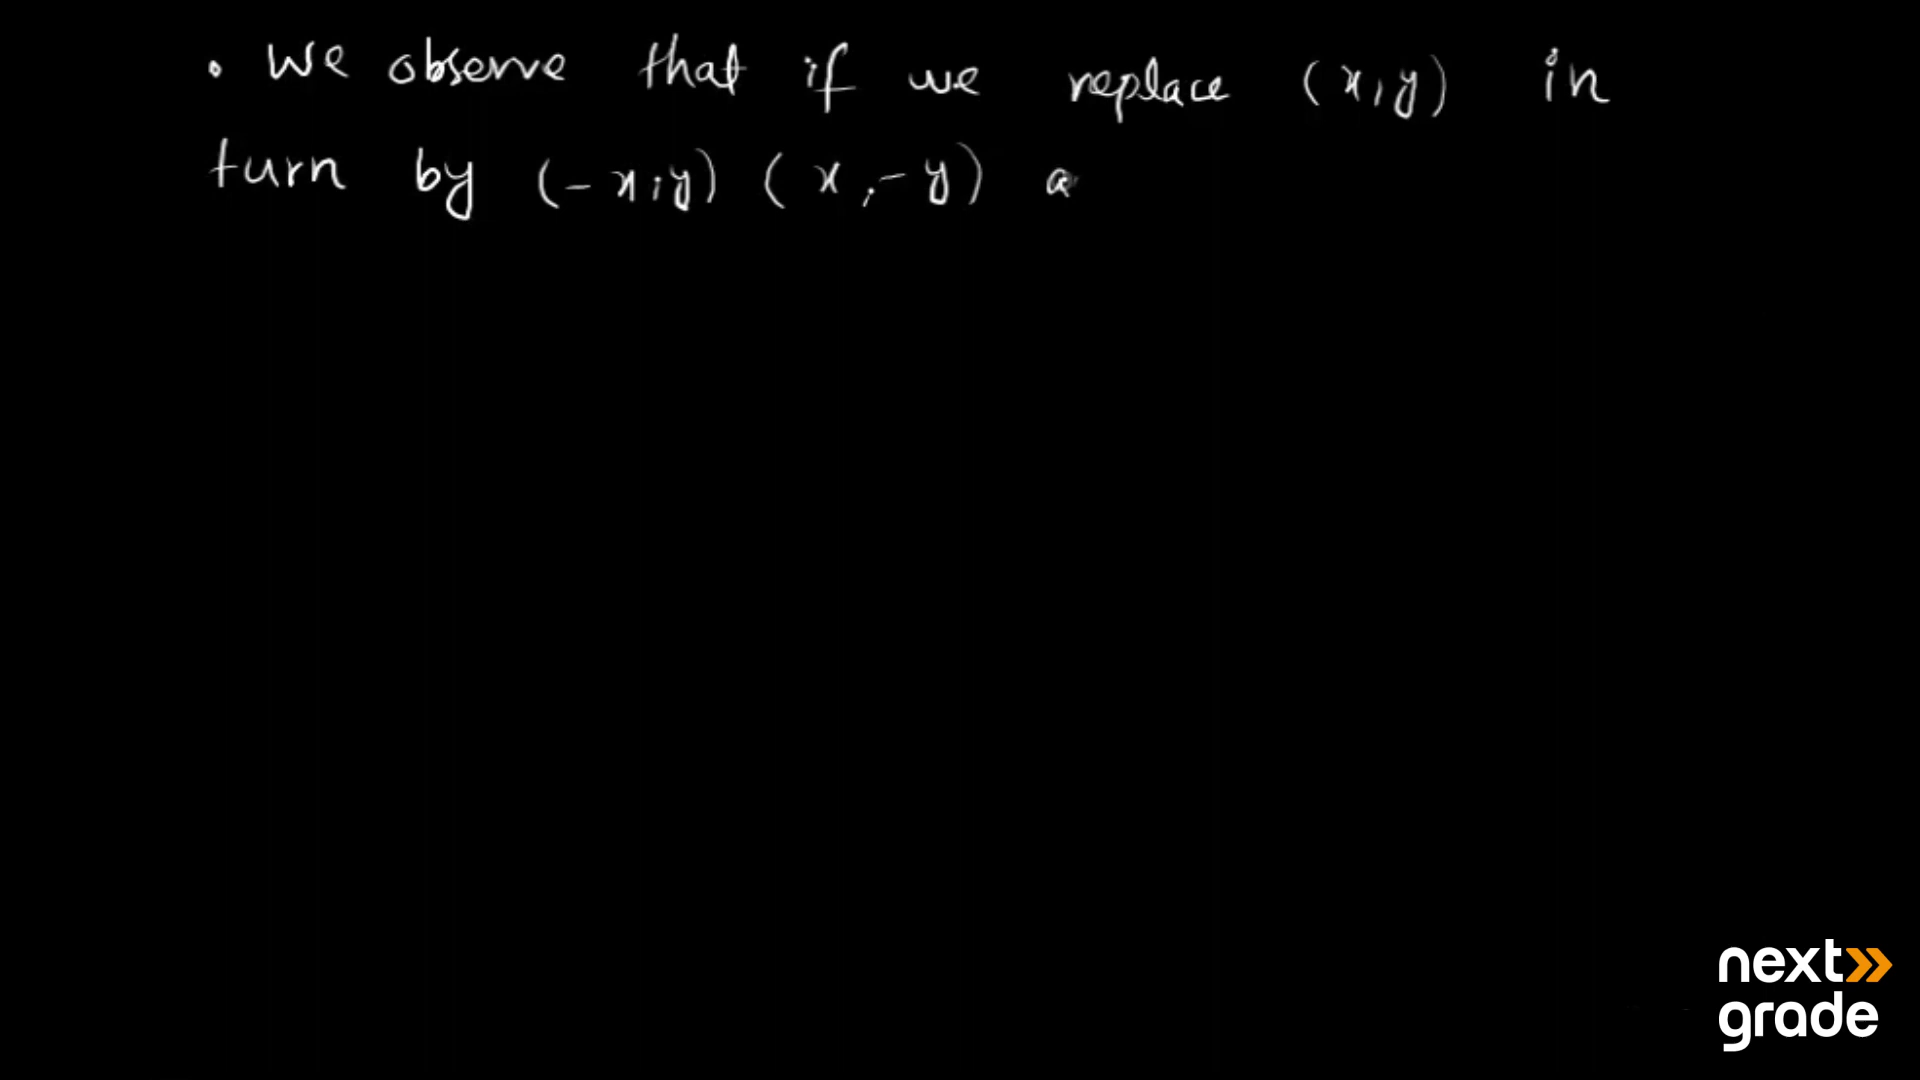 • We observe that if we replace (x,y) in
turn by (-x,y) (x,-y) a
next
grade